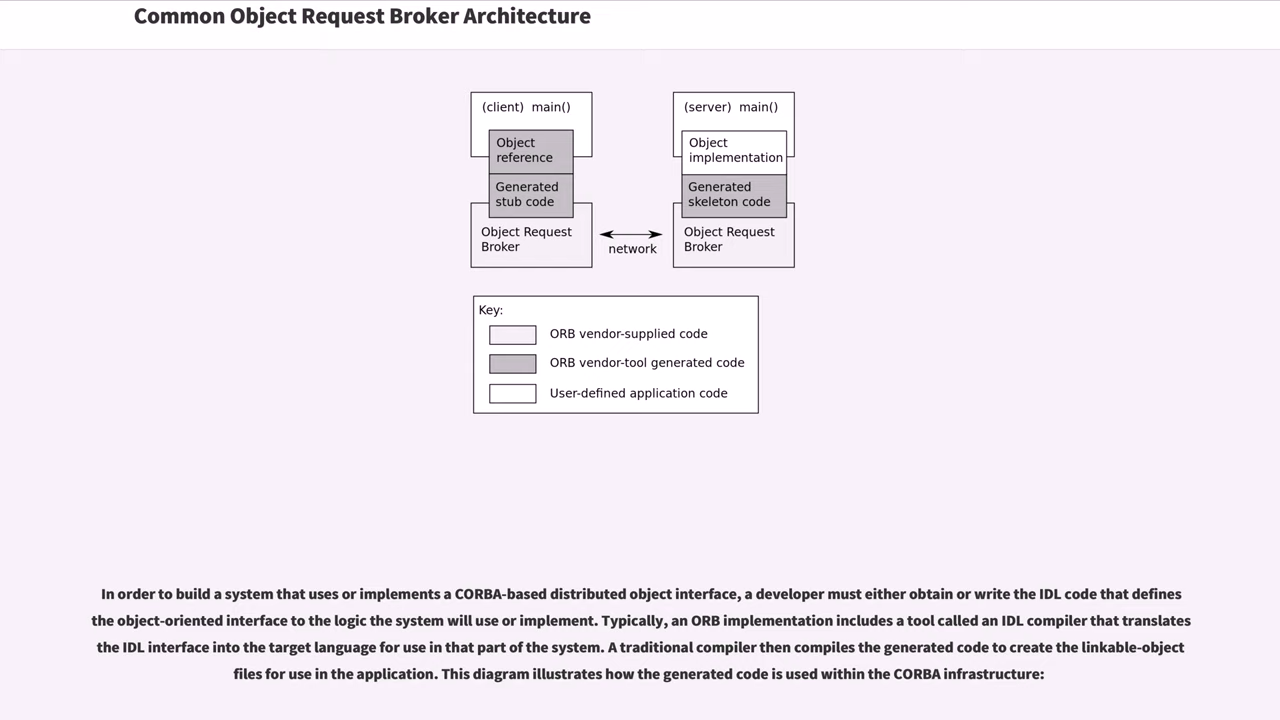 Common Object Request Broker Architecture
(client) main()
Object
reference
Generated
stub code
Object Request
Broker
network
(server) main()
Object
implementation
Generated
skeleton code
Object Request
Broker
Key:
ORB vendor-supplied code
ORB vendor-tool generated code
User-defined application code
In order to build a system that uses or implements a CORBA-based distributed object interface, a developer must either obtain or write the IDL code that defines
the object-oriented interface to the logic the system will use or implement. Typically, an ORB implementation includes a tool called an IDL compiler that translates
the IDL interface into the target language for use in that part of the system. A traditional compiler then compiles the generated code to create the linkable-object
files for use in the application. This diagram illustrates how the generated code is used within the CORBA infrastructure: